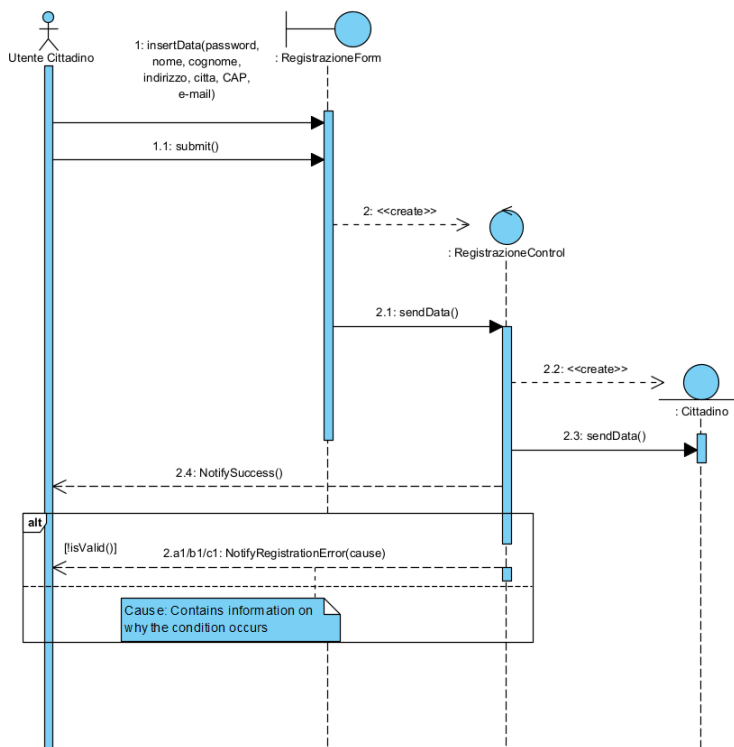 Utente Cittadino
1: insertData(password,
nome, cognome,
indirizzo, citta, CAP,
e-mail)
: RegistrazioneForm
1.1: submit()
2: <<create>>
: RegistrazioneControl
2.1: sendData()
2.2: <<create>>
: Cittadino
2.3: sendData()
2.4: NotifySuccess()
alt
[!isValid()]
2.a1/b1/c1: NotifyRegistrationError(cause)
Cause: Contains information on
why the condition occurs